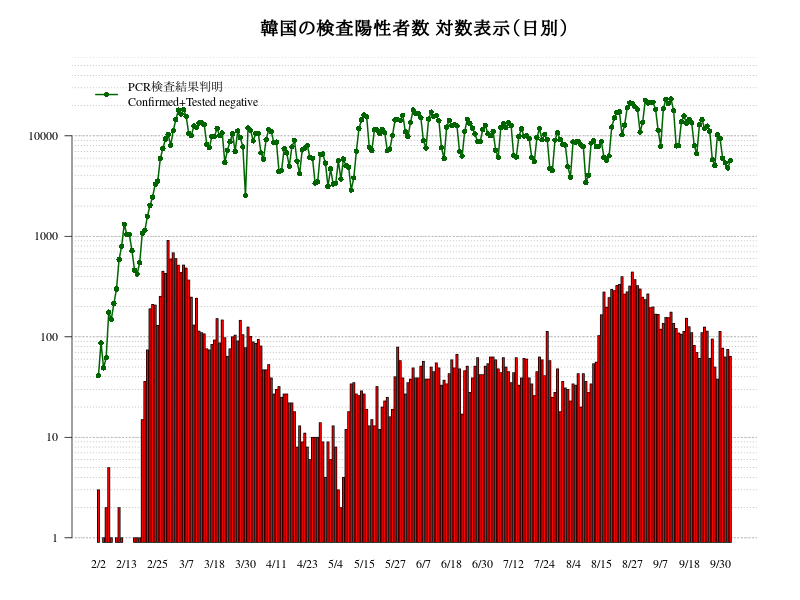 韓国の検査陽性者数 対数表示（日別）
PCR検査結果判明
Confirmed+Tested negative
10000
1000
100
10
1
2/2 2/13 2/25 3/7 3/18 3/30 4/11 4/23 5/4 5/15 5/27 6/7 6/18 6/30 7/12 7/24 8/4 8/15 8/27 9/7 9/18 9/30